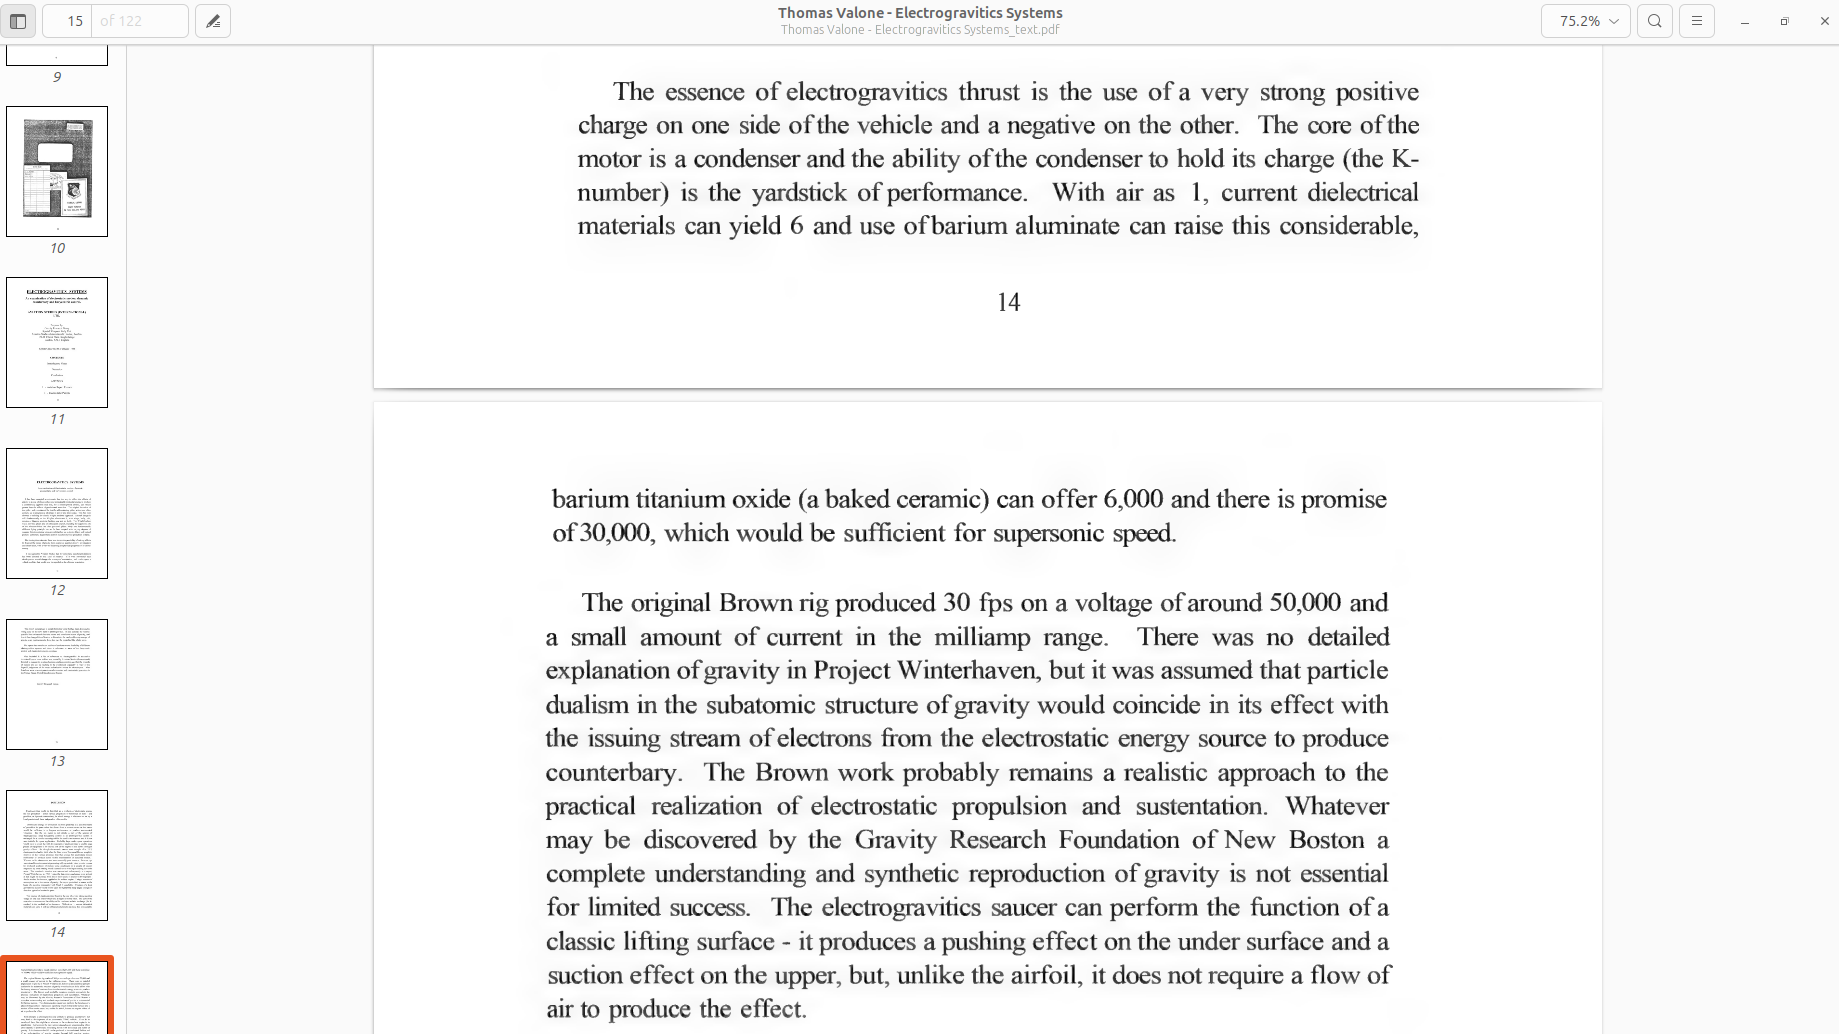 15 of 122
Thomas Valone - Electrogravitics Systems
Thomas Valone - Electrogravitics Systems_text.pdf
75.2%
9
10
11
12
13
14
ELECTROGRAVITICS SYSTEMS
ELECTROGRAVITICS SYSTEMS
The essence of electrogravitics thrust is the use of a very strong positive
charge on one side of the vehicle and a negative on the other. The core of the
motor is a condenser and the ability of the condenser to hold its charge (the K-
number) is the yardstick of performance. With air as 1, current dielectrical
materials can yield 6 and use of barium aluminate can raise this considerable,
14
barium titanium oxide (a baked ceramic) can offer 6,000 and there is promise
of 30,000, which would be sufficient for supersonic speed.
The original Brown rig produced 30 fps on a voltage of around 50,000 and
a small amount of current in the milliamp range. There was no detailed
explanation of gravity in Project Winterhaven, but it was assumed that particle
dualism in the subatomic structure of gravity would coincide in its effect with
the issuing stream of electrons from the electrostatic energy source to produce
counterbary. The Brown work probably remains a realistic approach to the
practical realization of electrostatic propulsion and sustentation. Whatever
may be discovered by the Gravity Research Foundation of New Boston a
complete understanding and synthetic reproduction of gravity is not essential
for limited success. The electrogravitics saucer can perform the function of a
classic lifting surface - it produces a pushing effect on the under surface and a
suction effect on the upper, but, unlike the airfoil, it does not require a flow of
air to produce the effect.